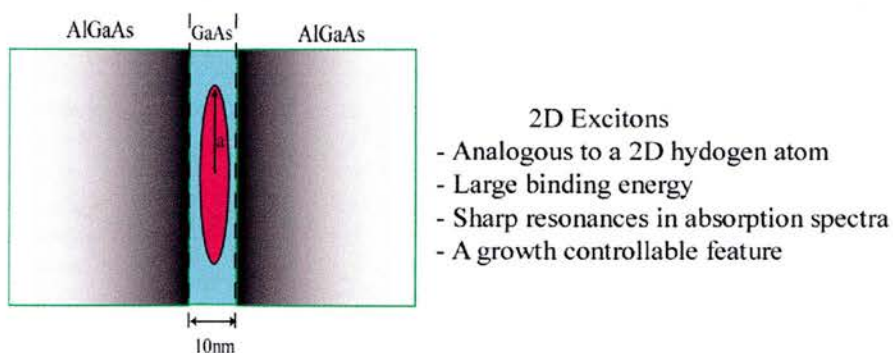 AlGaAs GaAs AlGaAs
a
10nm
2D Excitons
- Analogous to a 2D hydogen atom
- Large binding energy
- Sharp resonances in absorption spectra
- A growth controllable feature